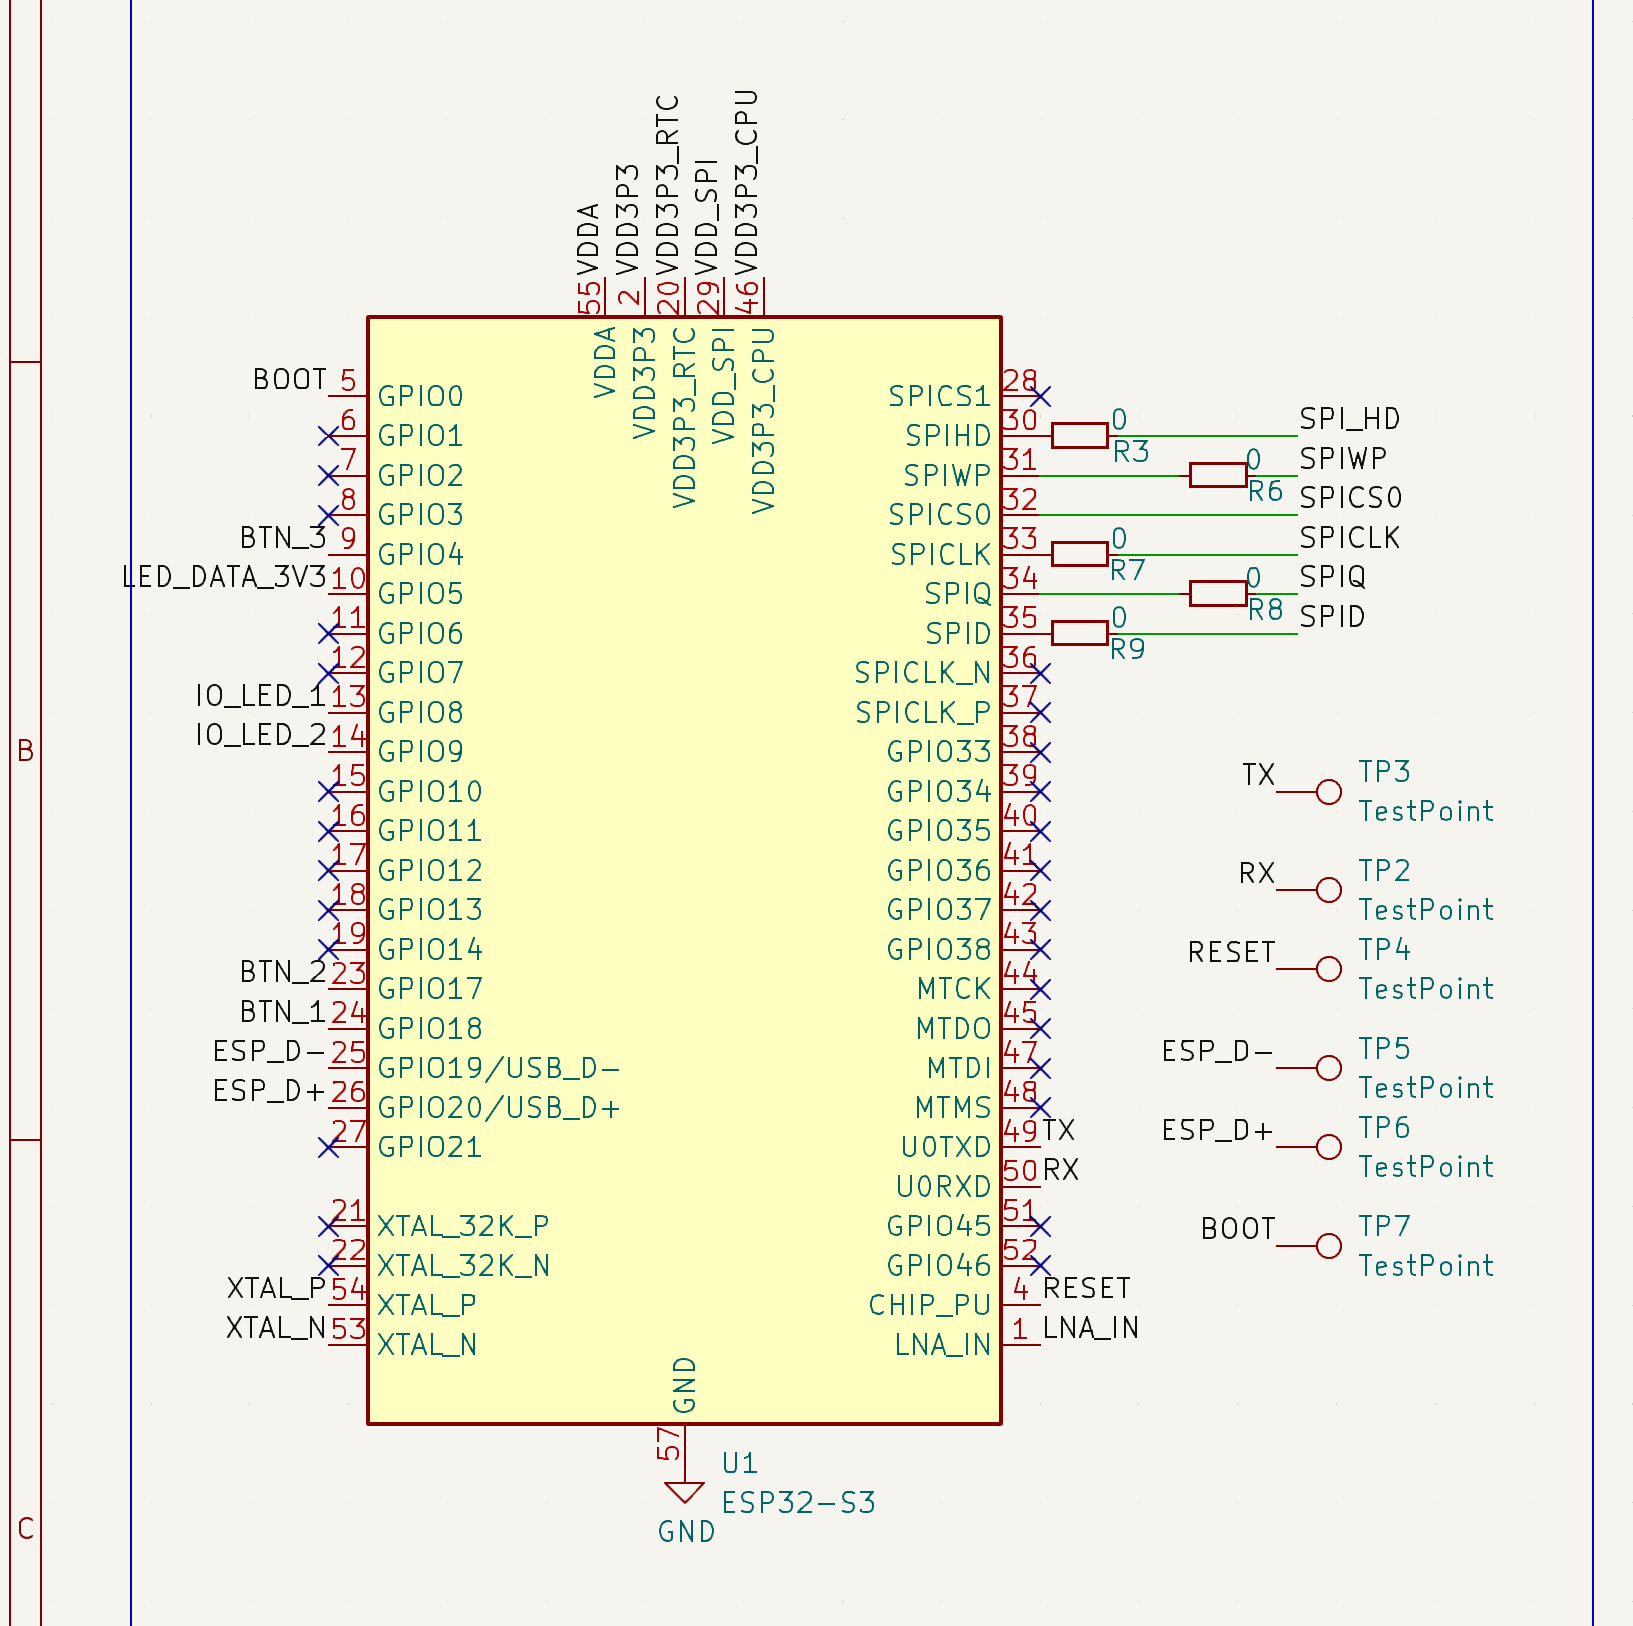 VDDA
VDD3P3
VDD3P3_RTC
VDD_SPI
VDD3P3_CPU
55
2
20
29
46
VDDA
VDD3P3
VDD3P3_RTC
VDD_SPI
VDD3P3_CPU
BOOT 5 GPIO0
6 GPIO1
7 GPIO2
8 GPIO3
BTN_3 9 GPIO4
LED_DATA_3V3 10 GPIO5
11 GPIO6
12 GPIO7
IO_LED_1 13 GPIO8
IO_LED_2 14 GPIO9
15 GPIO10
16 GPIO11
17 GPIO12
18 GPIO13
19 GPIO14
BTN_2 23 GPIO17
BTN_1 24 GPIO18
ESP_D- 25 GPIO19/USB_D-
ESP_D+ 26 GPIO20/USB_D+
27 GPIO21
21 XTAL_32K_P
22 XTAL_32K_N
XTAL_P 54 XTAL_P
XTAL_N 53 XTAL_N
SPICS1 28
SPIHD 30 0 R3 SPI_HD
SPIWP 31 0 R6 SPIWP
SPICS0 32 SPICS0
SPICLK 33 0 R7 SPICLK
SPIQ 34 0 R8 SPIQ
SPID 35 0 R9 SPID
SPICLK_N 36
SPICLK_P 37
GPIO33 38
GPIO34 39
GPIO35 40
GPIO36 41
GPIO37 42
GPIO38 43
MTCK 44
MTDO 45
MTDI 47
MTMS 48
U0TXD 49 TX
U0RXD 50 RX
GPIO45 51
GPIO46 52
CHIP_PU 4 RESET
LNA_IN 1 LNA_IN
GND
57
GND
U1
ESP32-S3
TX TP3
TestPoint
RX TP2
TestPoint
RESET TP4
TestPoint
ESP_D- TP5
TestPoint
ESP_D+ TP6
TestPoint
BOOT TP7
TestPoint
B
C